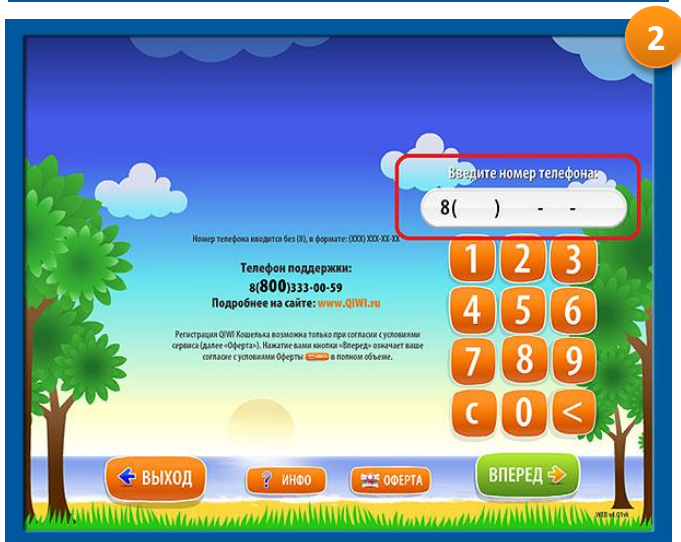 2
Введите номер телефона:
8( ) - -
Номер телефона вводится без (8), в формате: (XXX) XXX-XX-XX
Телефон поддержки:
8(800)333-00-59
Подробнее на сайте: www.QIWI.ru
Регистрация QIWI Кошелька возможна только при согласии с условиями
сервиса (далее «Оферта»). Нажатие вами кнопки «Вперед» означает ваше
согласие с условиями Оферты в полном объеме.
1 2 3
4 5 6
7 8 9
C 0 <
ВЫХОД
? ИНФО
ОФЕРТА
ВПЕРЕД